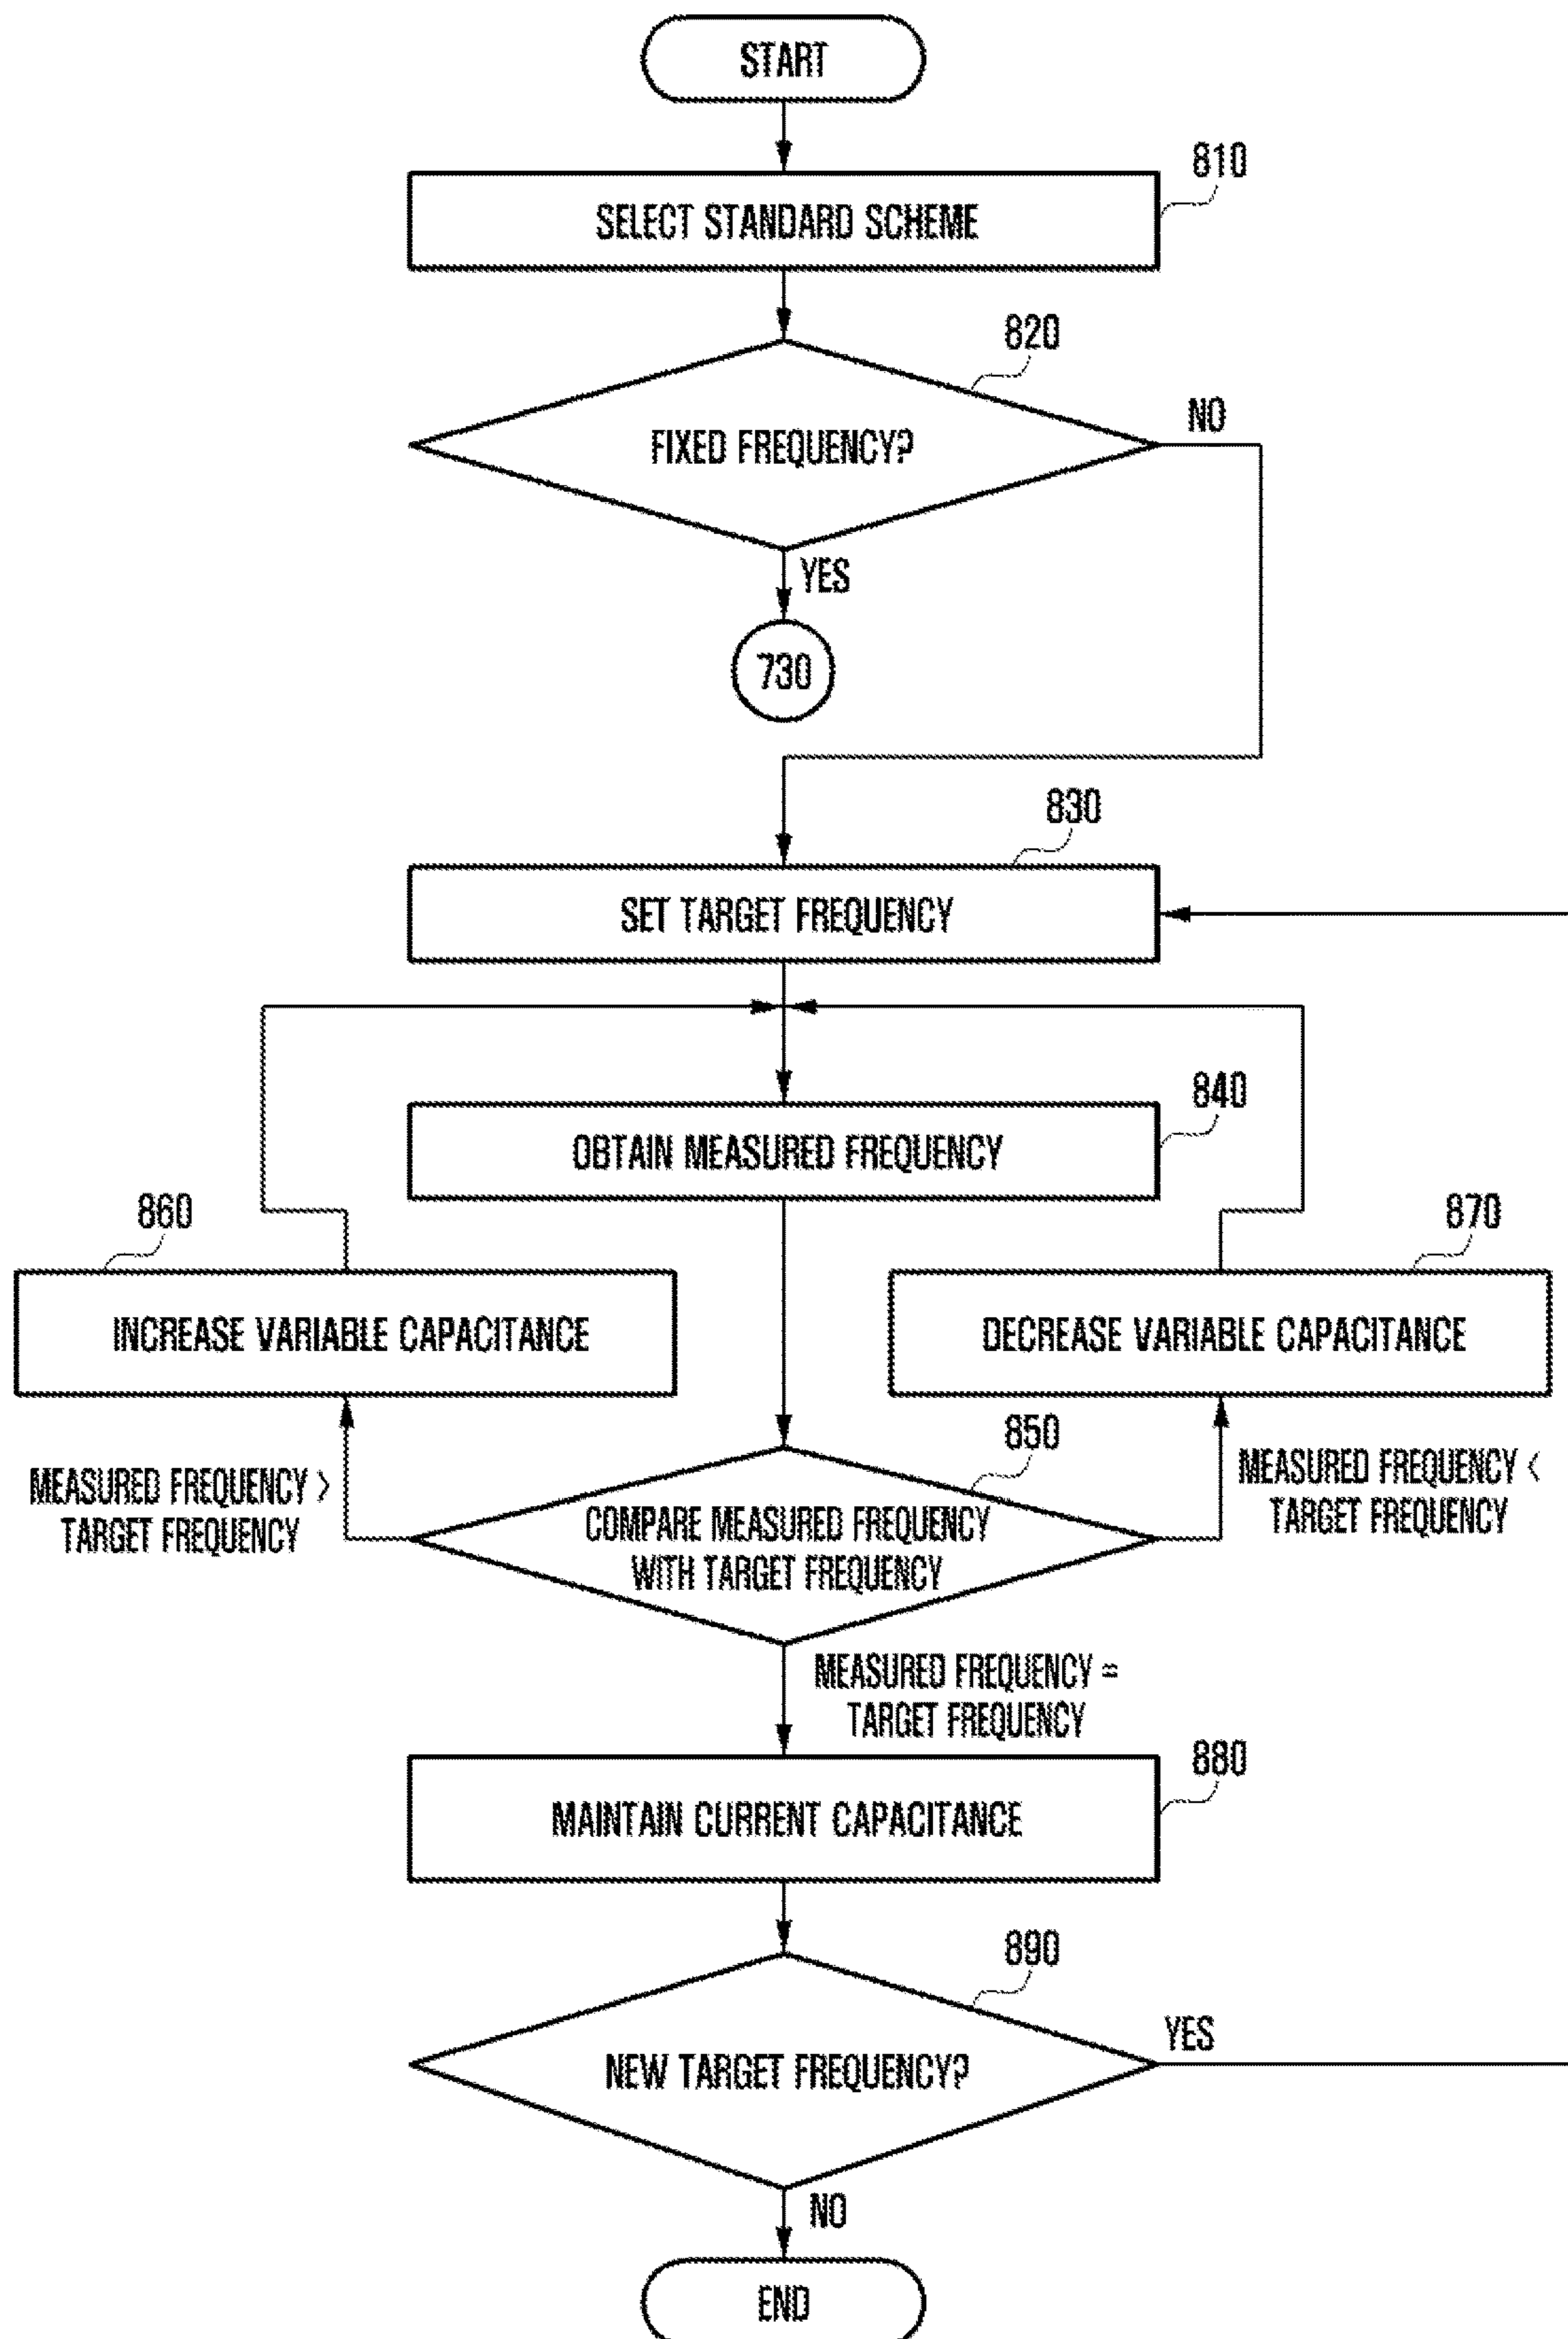 START
810
SELECT STANDARD SCHEME
820
FIXED FREQUENCY?
NO
YES
730
830
SET TARGET FREQUENCY
840
OBTAIN MEASURED FREQUENCY
860
INCREASE VARIABLE CAPACITANCE
870
DECREASE VARIABLE CAPACITANCE
MEASURED FREQUENCY >
TARGET FREQUENCY
850
COMPARE MEASURED FREQUENCY
WITH TARGET FREQUENCY
MEASURED FREQUENCY <
TARGET FREQUENCY
MEASURED FREQUENCY =
TARGET FREQUENCY
880
MAINTAIN CURRENT CAPACITANCE
890
NEW TARGET FREQUENCY?
YES
NO
END